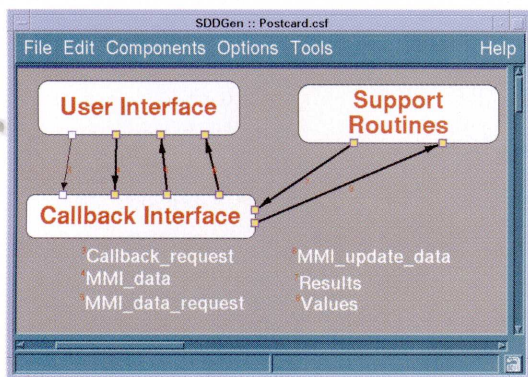 SDDGen :: Postcard.csf
File Edit Components Options Tools Help
User Interface
Support
Routines
Callback Interface
Callback_request
MMI_data
MMI_data_request
MMI_update_data
Results
Values